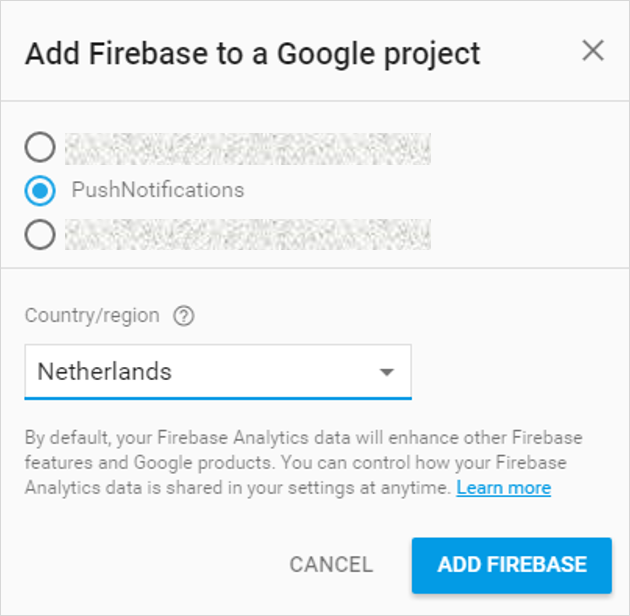 Add Firebase to a Google project
PushNotifications
Country/region
Netherlands
By default, your Firebase Analytics data will enhance other Firebase
features and Google products. You can control how your Firebase
Analytics data is shared in your settings at anytime. Learn more
CANCEL ADD FIREBASE